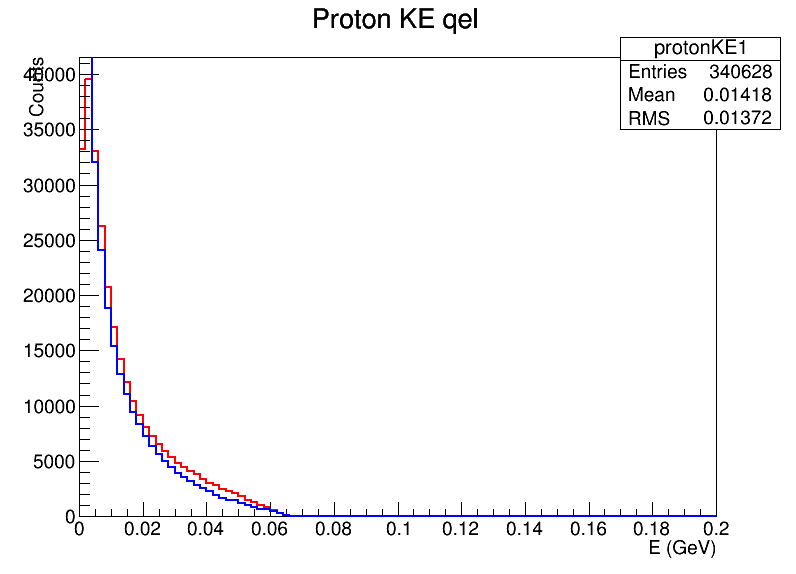 Proton KE qel
protonKE1
Entries 340628
Mean 0.01418
RMS 0.01372
Counts
40000
35000
30000
25000
20000
15000
10000
5000
0
0 0.02 0.04 0.06 0.08 0.1 0.12 0.14 0.16 0.18 0.2
E (GeV)